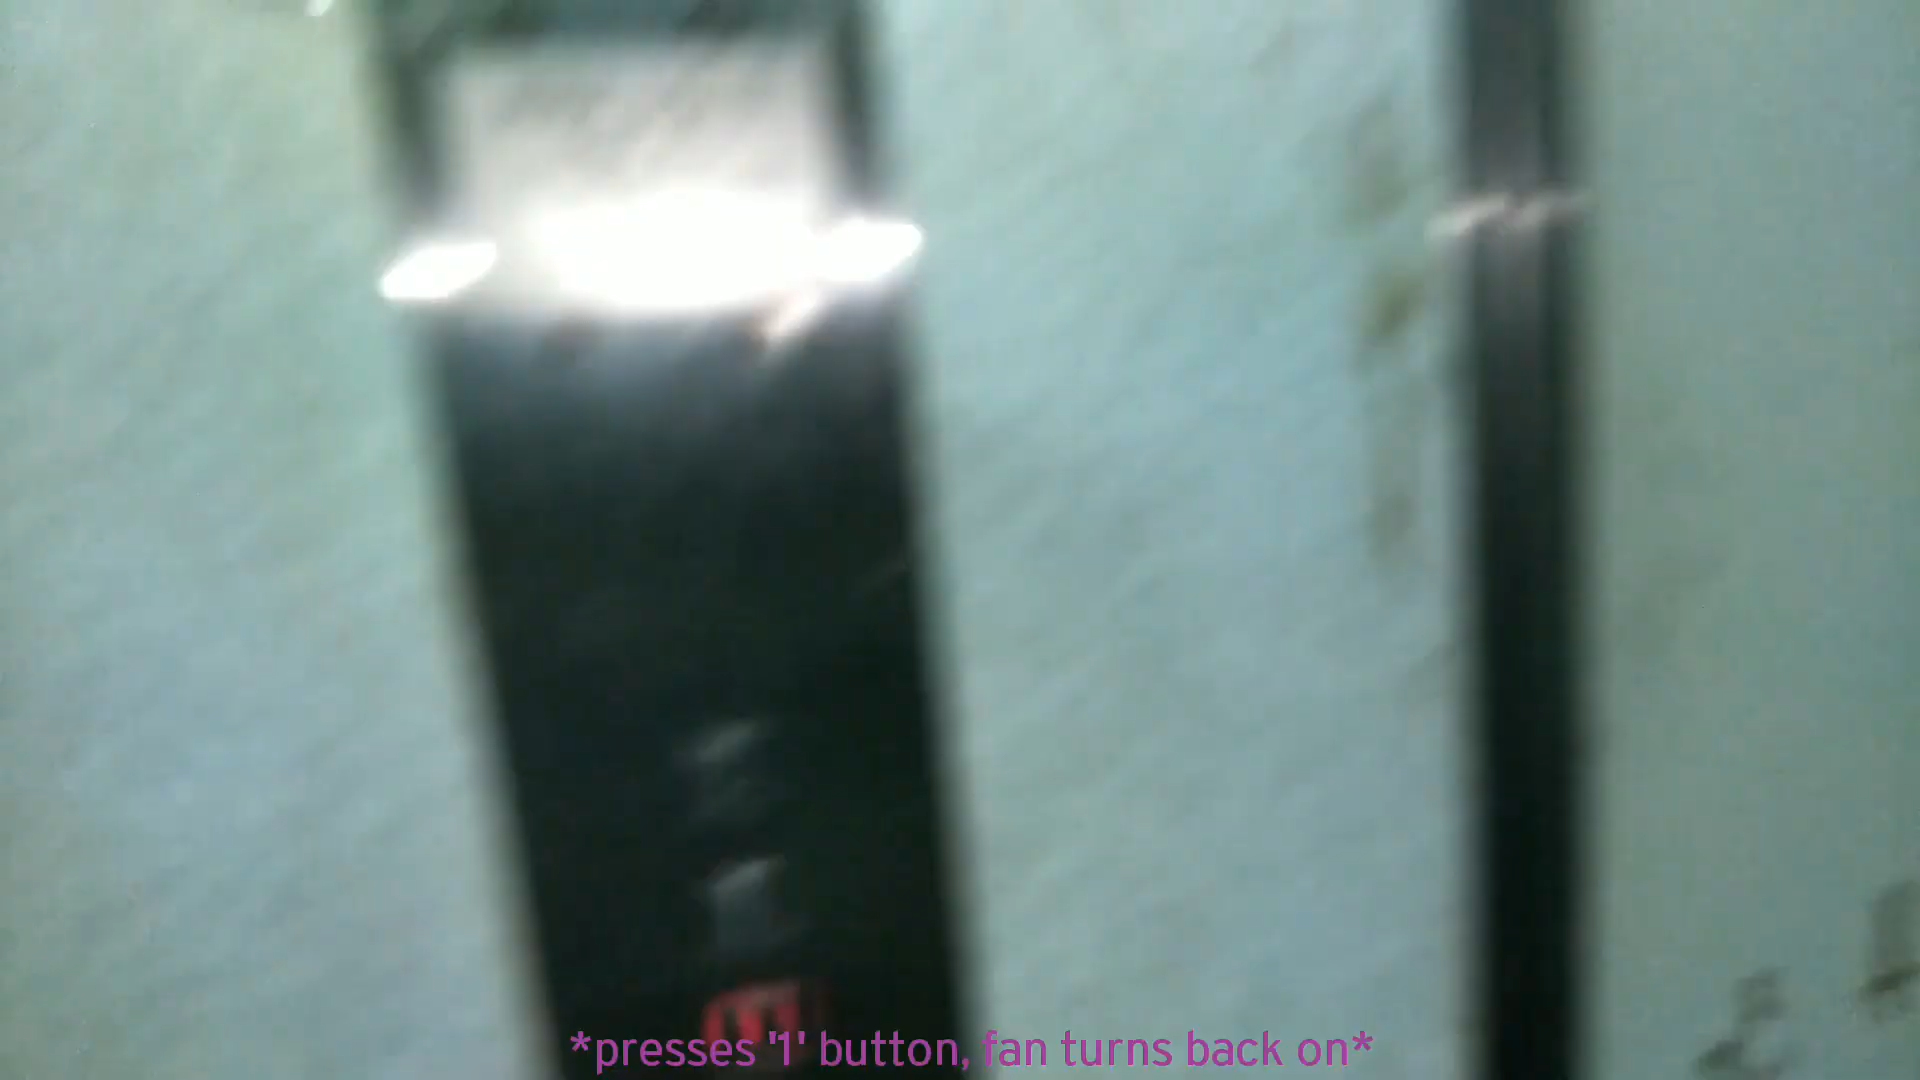 *presses '1' button, fan turns back on*